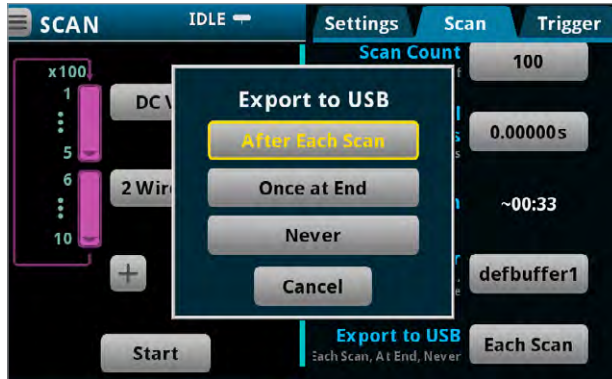 SCAN
IDLE
Settings
Scan
Trigger
Scan Count
100
x100
1
5
6
10
DC V
2 Wire
Export to USB
After Each Scan
Once at End
Never
Cancel
0.00000 s
~00:33
defbuffer1
Start
Export to USB
Each Scan, At End, Never
Each Scan